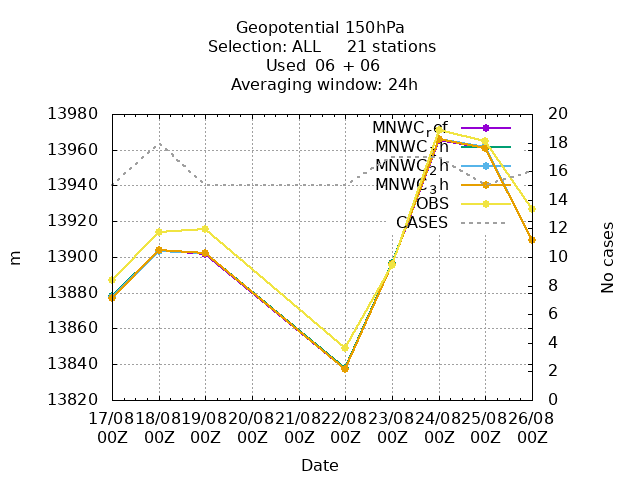 Geopotential 150hPa
Selection: ALL 21 stations
Used 06 + 06
Averaging window: 24h
13980
13960
13940
13920
13900
13880
13860
13840
13820
20
18
16
14
12
10
8
6
4
2
0
MNWC_ref
MNWC_1h
MNWC_2h
MNWC_3h
OBS
CASES
m
No cases
17/08 18/08 19/08 20/08 21/08 22/08 23/08 24/08 25/08 26/08
00Z 00Z 00Z 00Z 00Z 00Z 00Z 00Z 00Z 00Z
Date